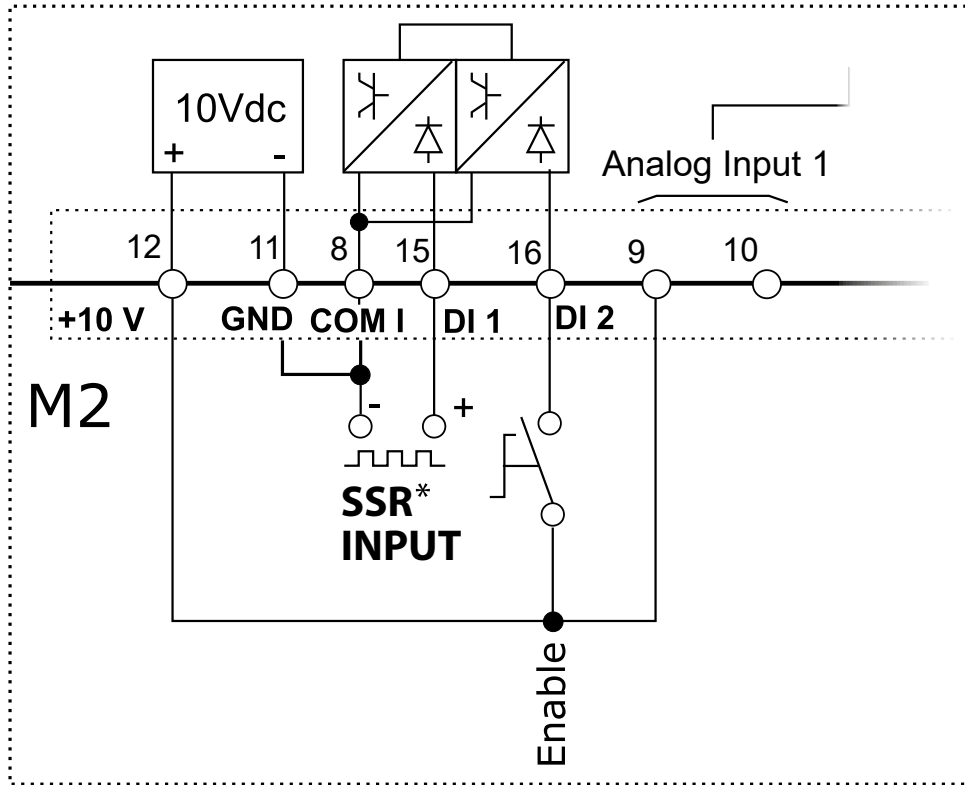 10Vdc
+ -
Analog Input 1
12 11 8 15 16 9 10
+10 V GND COM I DI 1 DI 2
M2
- +
SSR*
INPUT
Enable